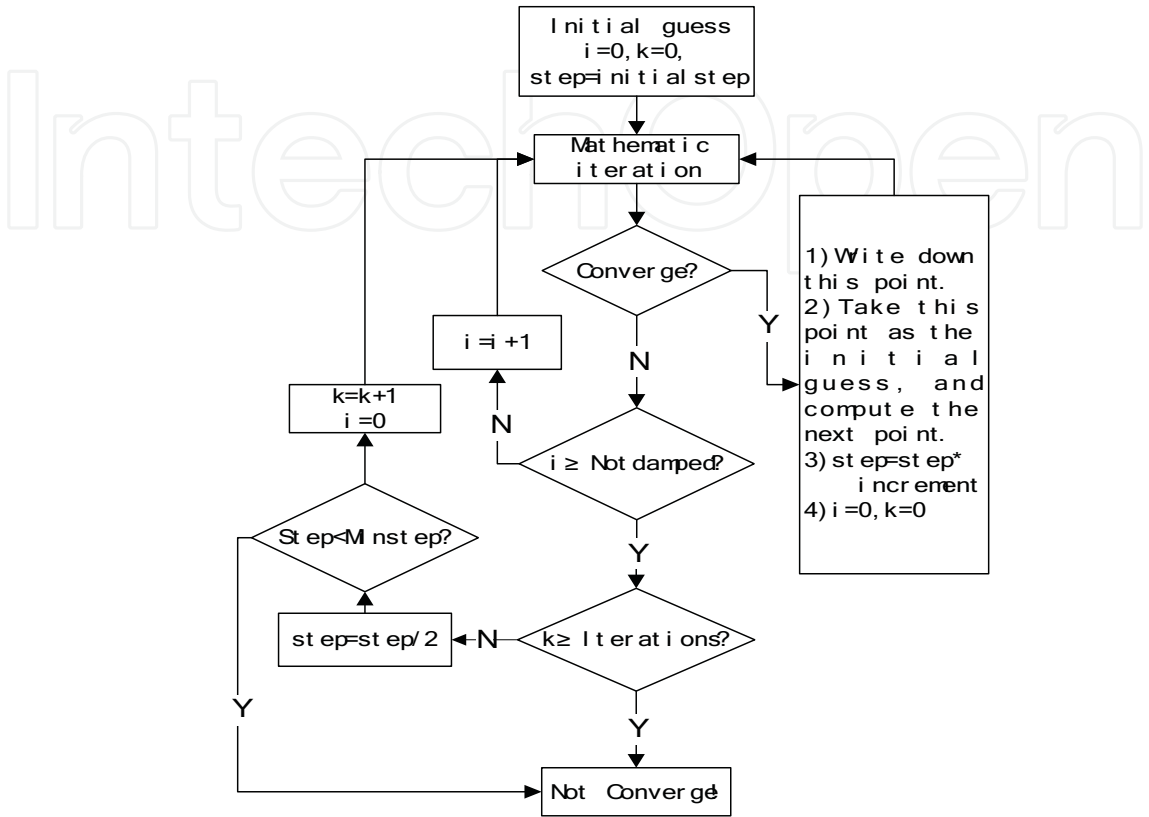 IntechOpen
Initial guess
i=0,k=0,
step=initialstep
Mathematic
iteration
Converge?
Y
N
i=i+1
N
k=k+1
i=0
i≥ Notdamped?
Y
Step<Minstep?
step=step/2
N
k≥ Iterations?
Y
Y
Not Converge!
1)Write down
this point.
2)Take this
point as the
initial
guess, and
compute the
next point.
3)step=step*
increment
4)i=0,k=0